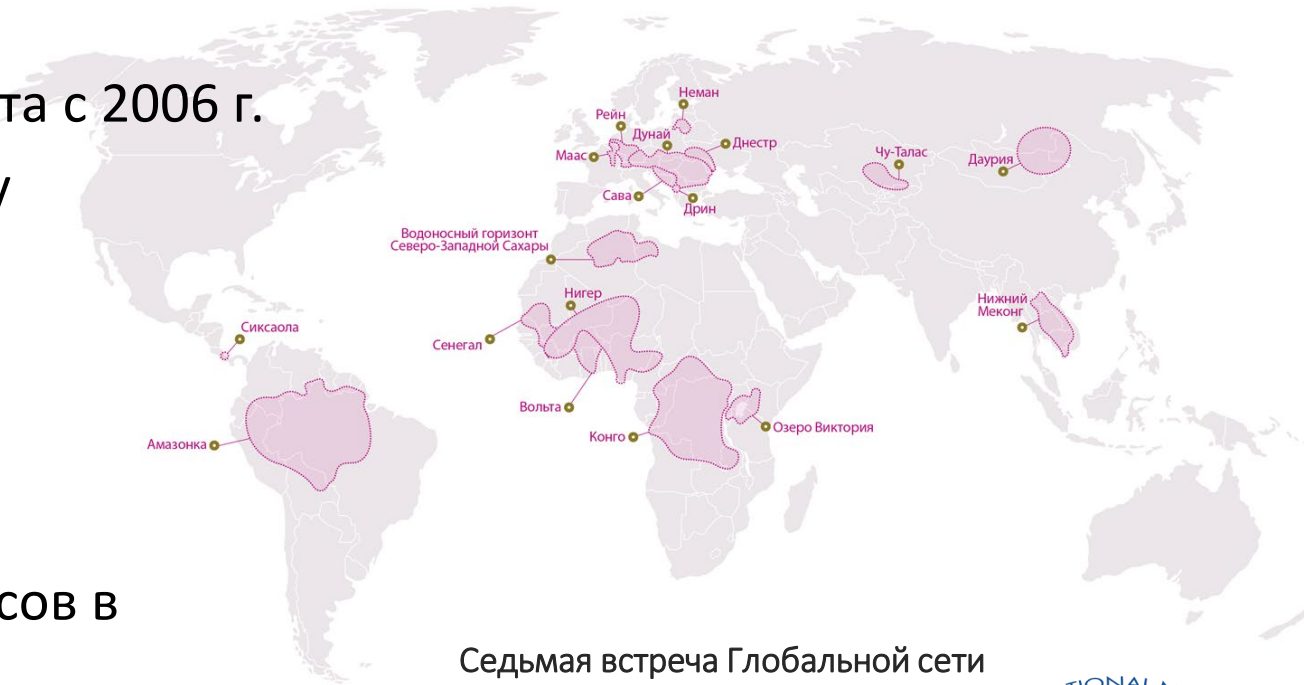 та с 2006 г.
у
Неман
Рейн
Дунай
Днестр
Маас
Чу-Талас
Даурия
Сава
Дрин
Водоносный горизонт
Северо-Западной Сахары
Нигер
Нижний
Меконг
Сиксаола
Сенегал
Вольта
Конго
Озеро Виктория
Амазонка
сов в
Седьмая встреча Глобальной сети